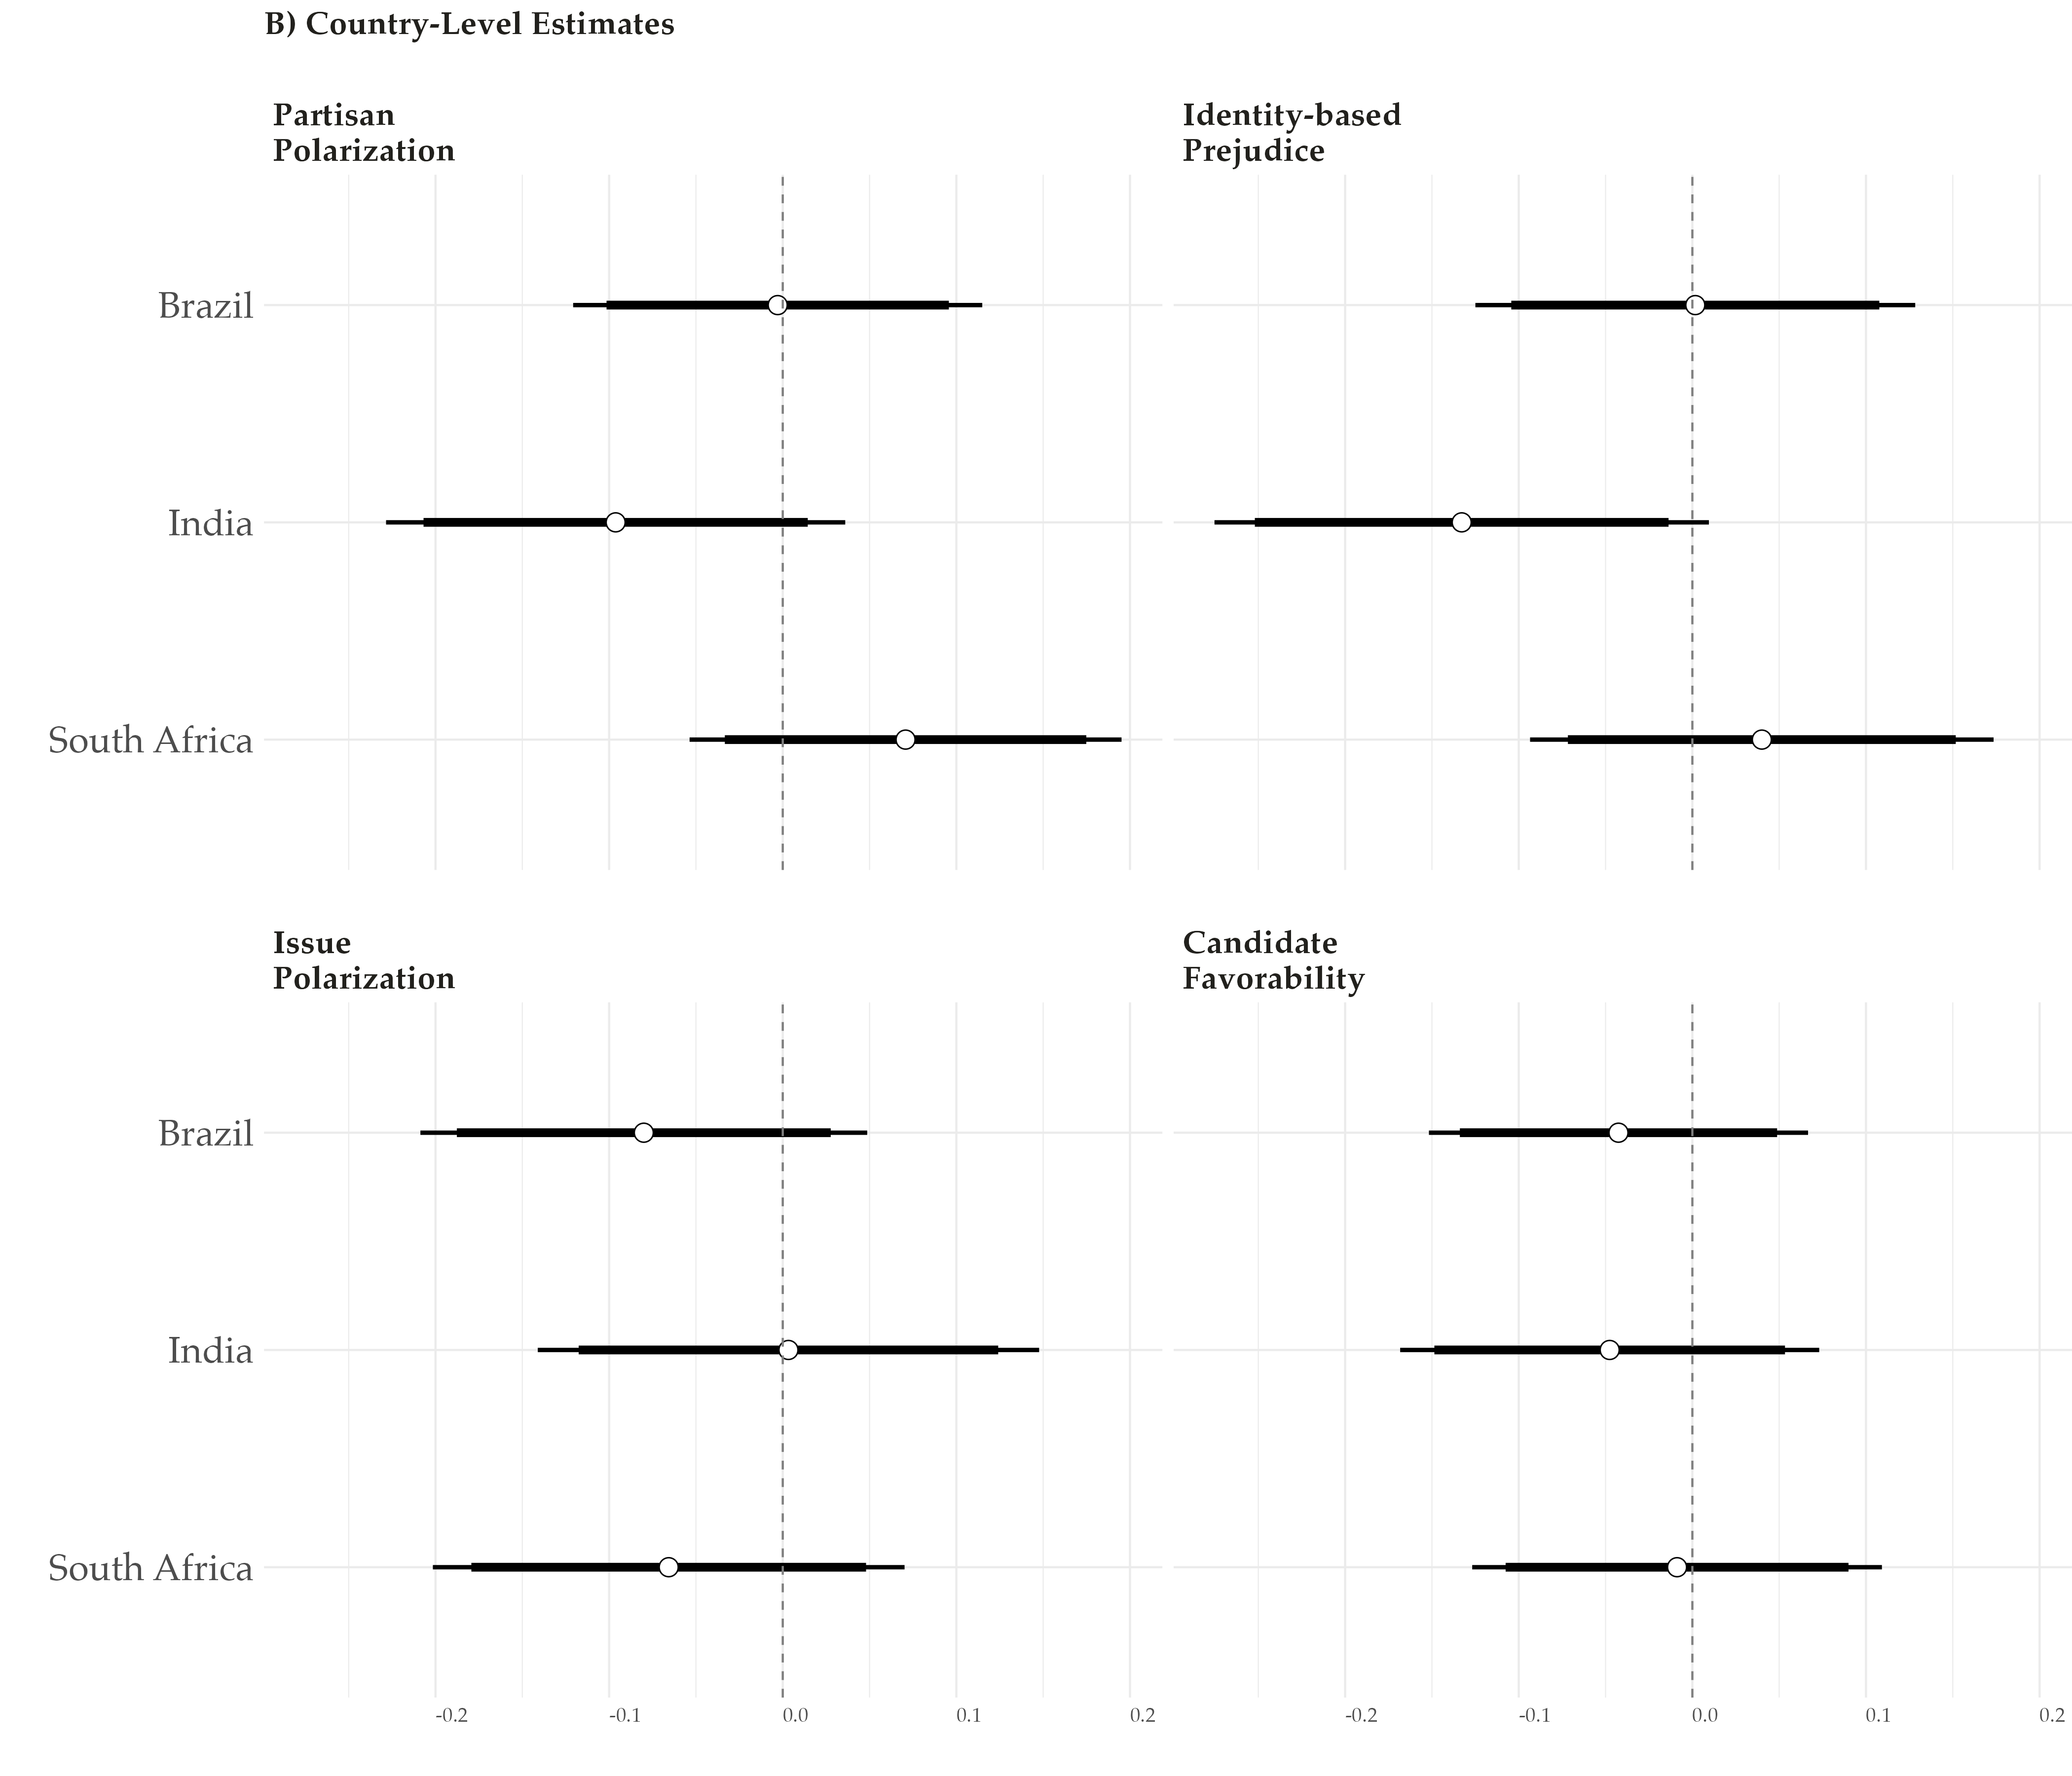 B) Country-Level Estimates
Partisan
Polarization
Identity-based
Prejudice
Brazil
India
South Africa
Issue
Polarization
Candidate
Favorability
Brazil
India
South Africa
-0.2 -0.1 0.0 0.1 0.2 -0.2 -0.1 0.0 0.1 0.2